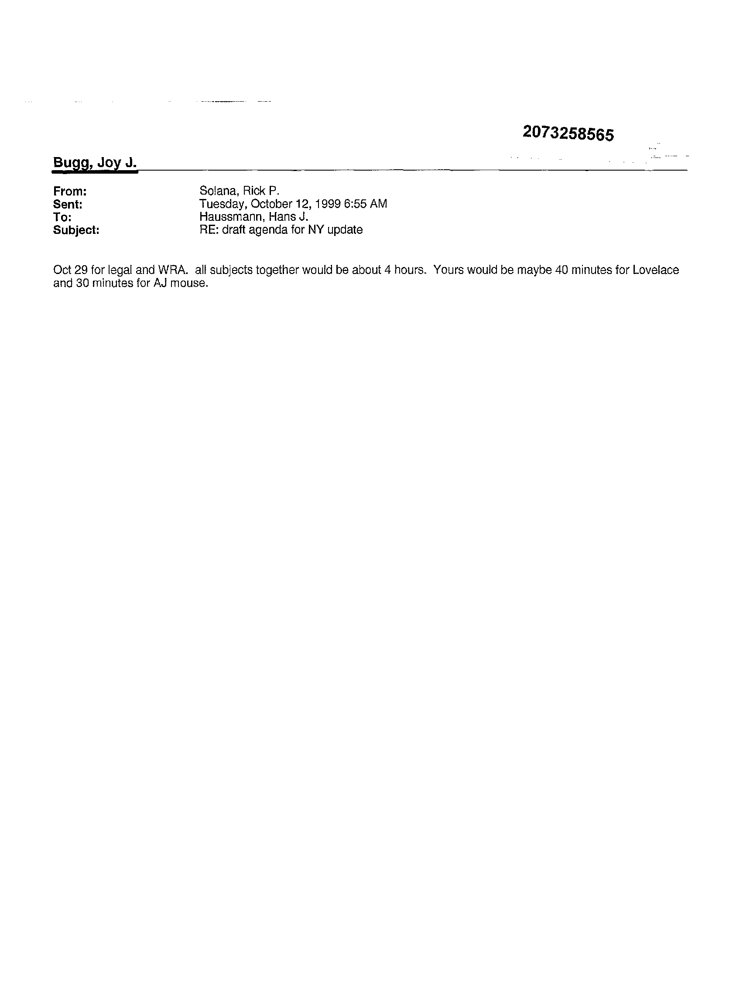 2073258565
Bugg, Joy J.
From: Solana, Rick P.
Sent: Tuesday, October 12, 1999 6:55 AM
To: Haussmann, Hans J.
Subject: RE: draft agenda for NY update
Oct 29 for legal and WRA. all subjects together would be about 4 hours. Yours would be maybe 40 minutes for Lovelace
and 30 minutes for AJ mouse.